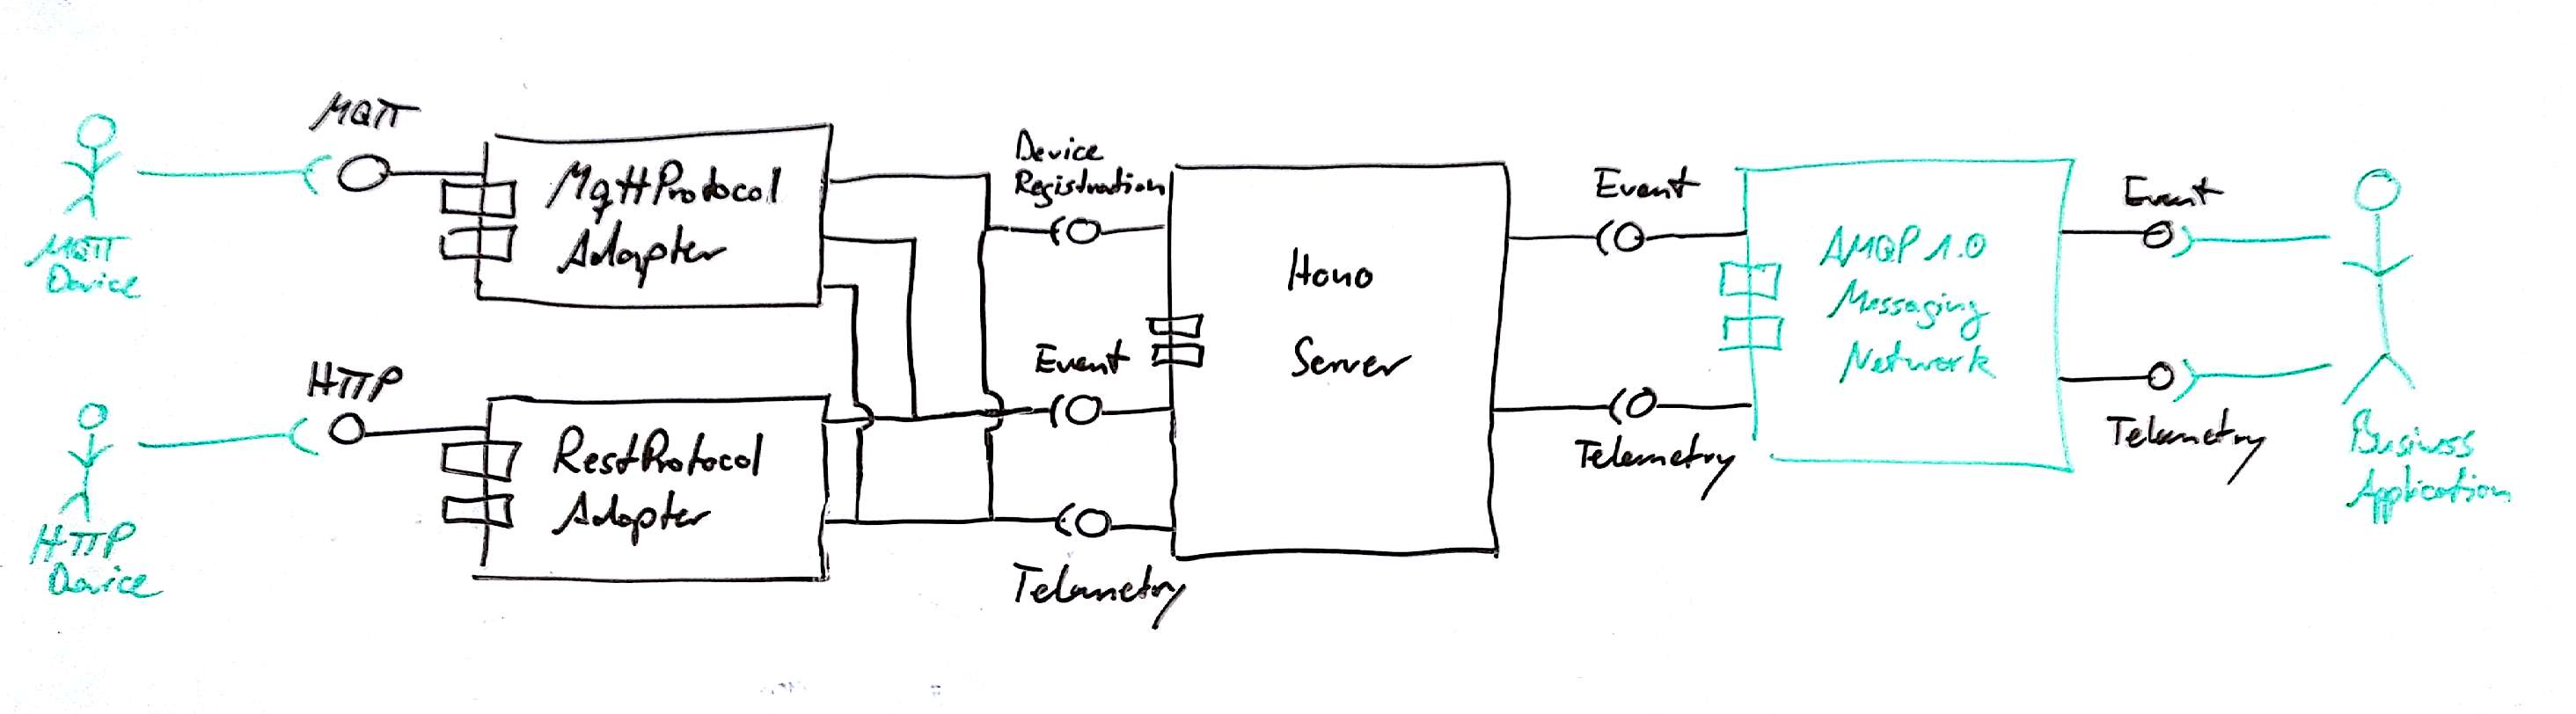 MQTT
MQTT
Device
MqttProtocol
Adapter
HTTP
HTTP
Device
RestProtocol
Adapter
Device
Registration
Event
Telemetry
Hono
Server
Event
Telemetry
AMQP 1.0
Messaging
Network
Event
Telemetry
Business
Application